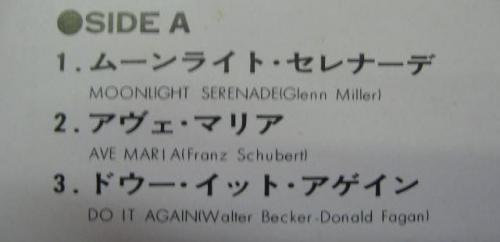 ●SIDE A
1. ムーンライト・セレナーデ
MOONLIGHT SERENADE(Glenn Miller)
2. アヴェ・マリア
AVE MARIA(Franz Schubert)
3. ドゥー・イット・アゲイン
DO IT AGAIN(Walter Becker-Donald Fagan)